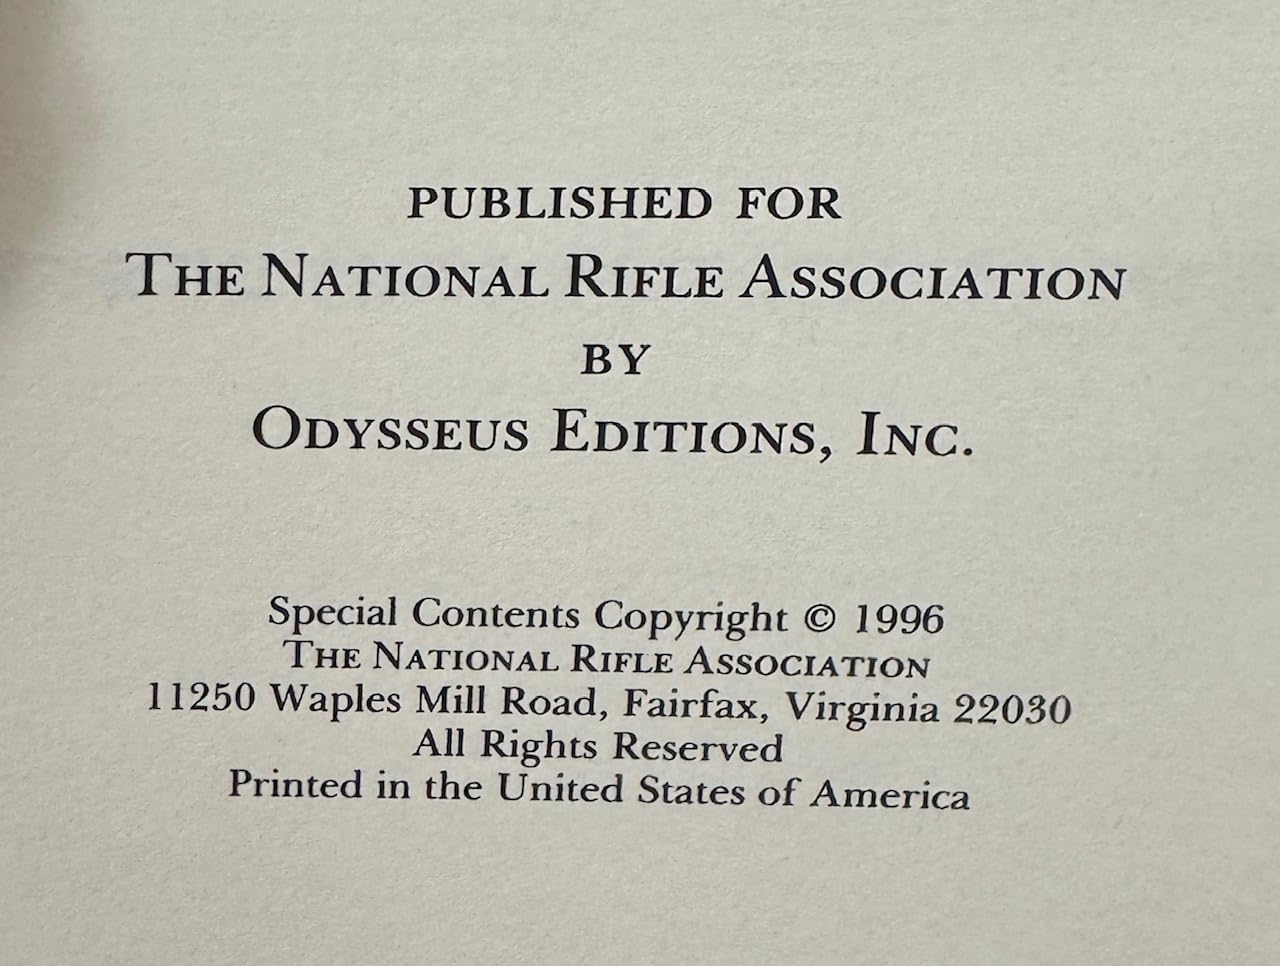 PUBLISHED FOR
THE NATIONAL RIFLE ASSOCIATION
BY
ODYSSEUS EDITIONS, INC.
Special Contents Copyright © 1996
THE NATIONAL RIFLE ASSOCIATION
11250 Waples Mill Road, Fairfax, Virginia 22030
All Rights Reserved
Printed in the United States of America